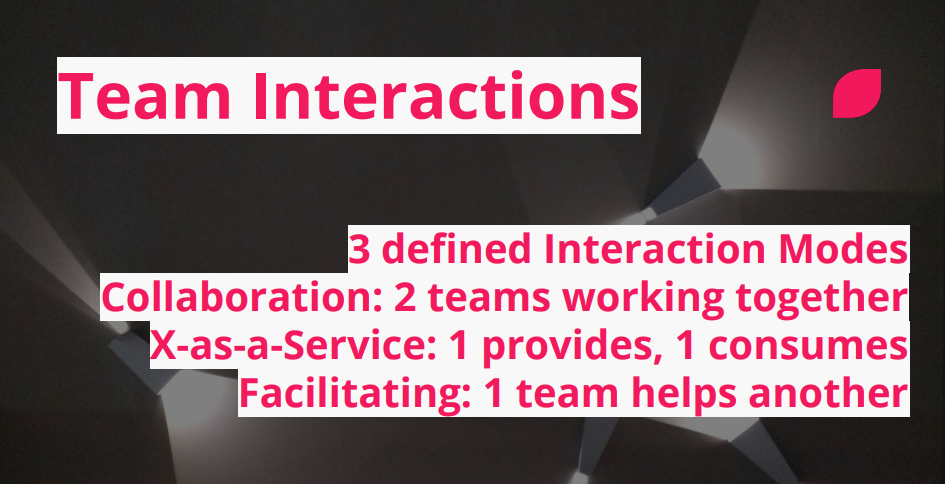 Team Interactions
3 defined Interaction Modes
Collaboration: 2 teams working together
X-as-a-Service: 1 provides, 1 consumes
Facilitating: 1 team helps another